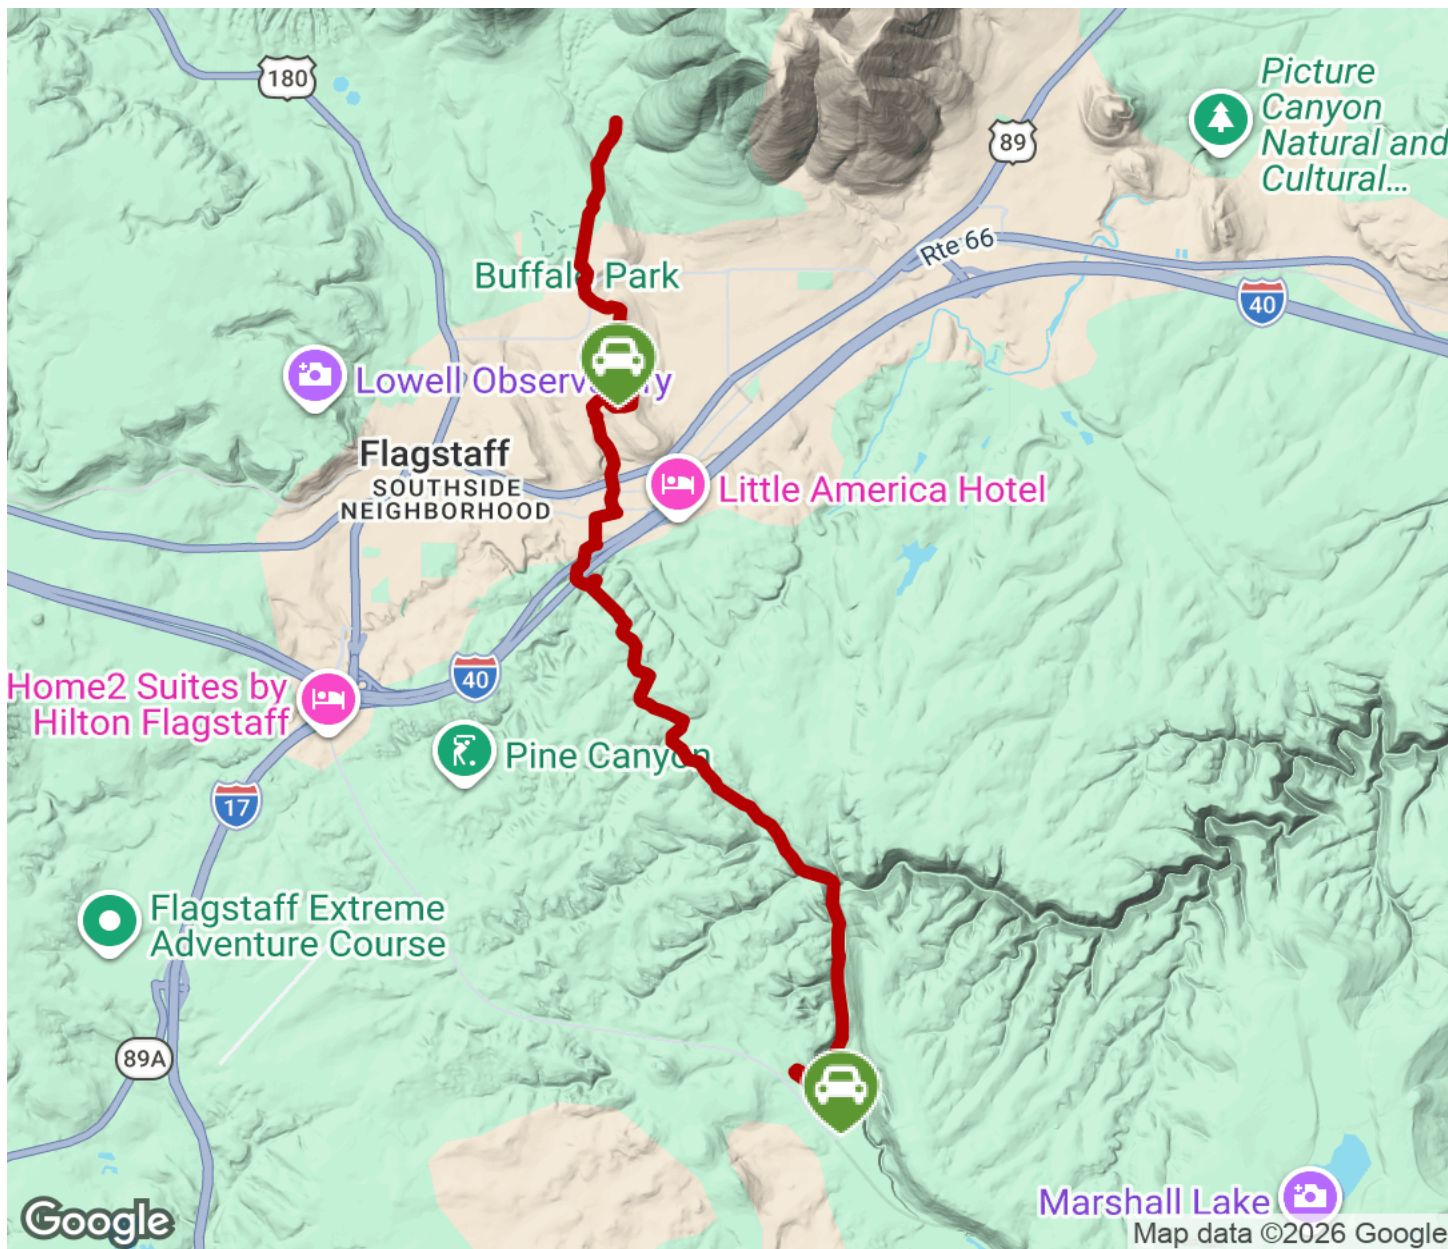 180
Picture
Canyon
Natural and
Cultural...
89
Rte 66
Buffalo Park
40
Lowell Observatory
Flagstaff
SOUTHSIDE
NEIGHBORHOOD
Little America Hotel
40
Home2 Suites by
Hilton Flagstaff
Pine Canyon
17
Flagstaff Extreme
Adventure Course
89A
Marshall Lake
Google
Map data ©2026 Google